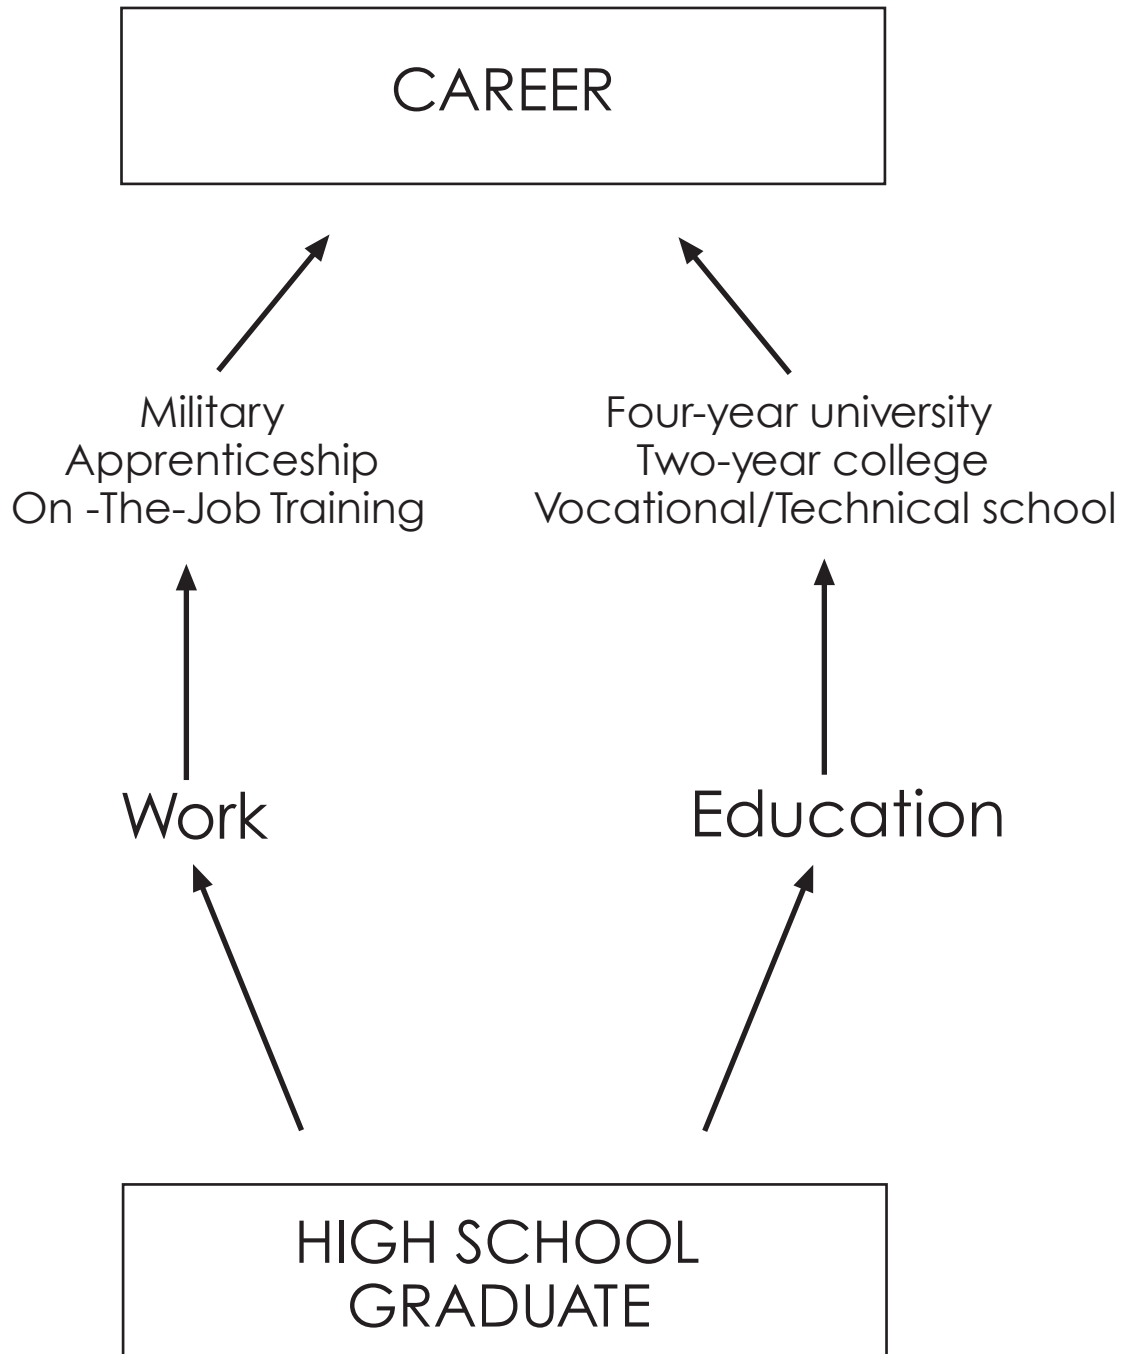 CAREER
Military
Apprenticeship
On -The-Job Training
Four-year university
Two-year college
Vocational/Technical school
Work
Education
HIGH SCHOOL
GRADUATE